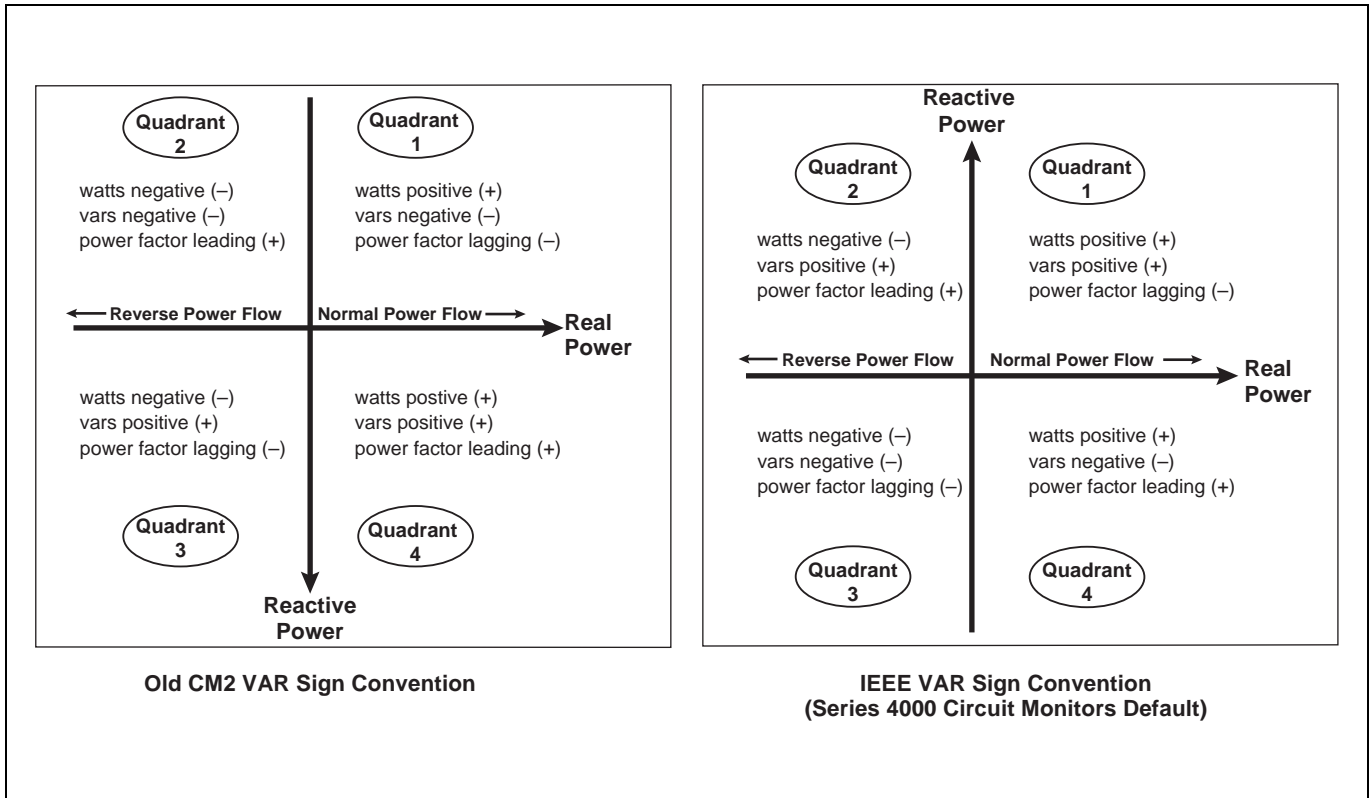 Quadrant
2
Quadrant
1
watts negative (–)
vars negative (–)
power factor leading (+)
watts positive (+)
vars negative (–)
power factor lagging (–)
Reverse Power Flow
Normal Power Flow
Real
Power
watts negative (–)
vars positive (+)
power factor lagging (–)
watts postive (+)
vars positive (+)
power factor leading (+)
Quadrant
3
Quadrant
4
Reactive
Power
Old CM2 VAR Sign Convention
Reactive
Power
Quadrant
2
Quadrant
1
watts negative (–)
vars positive (+)
power factor leading (+)
watts positive (+)
vars positive (+)
power factor lagging (–)
Reverse Power Flow
Normal Power Flow
Real
Power
watts negative (–)
vars negative (–)
power factor lagging (–)
watts positive (+)
vars negative (–)
power factor leading (+)
Quadrant
3
Quadrant
4
IEEE VAR Sign Convention
(Series 4000 Circuit Monitors Default)